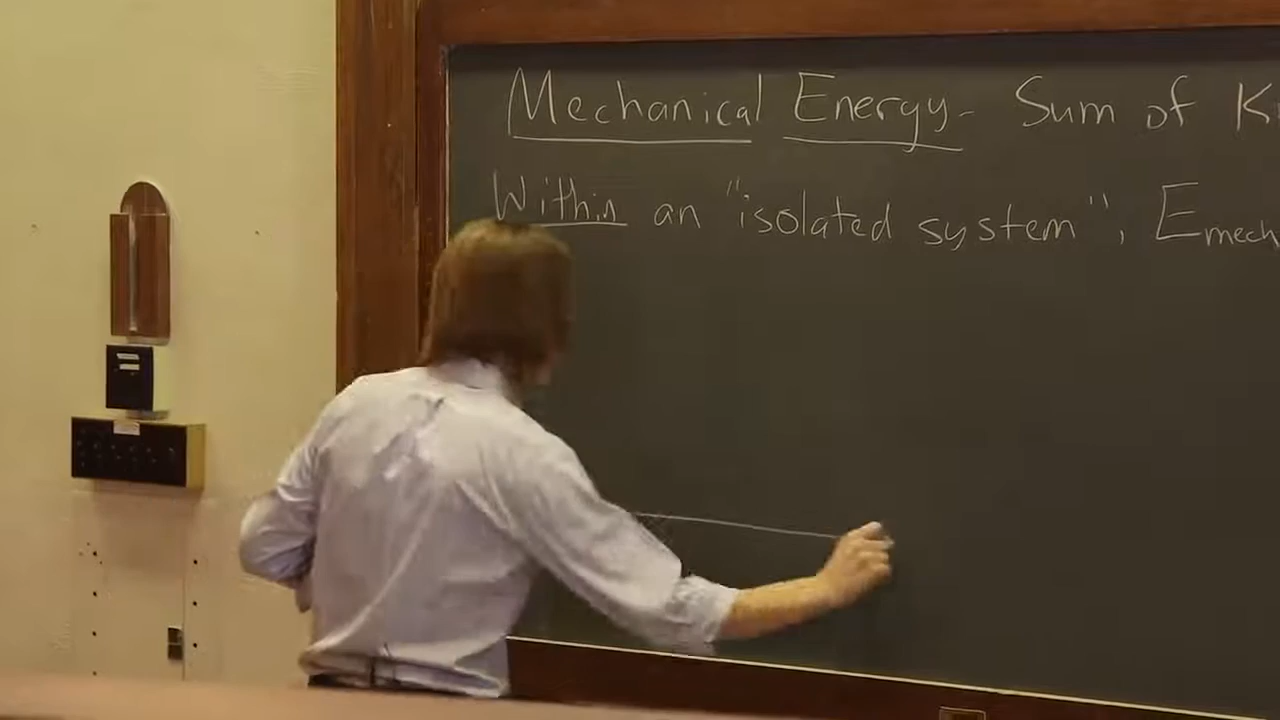 Mechanical Energy - Sum of K
Within an "isolated system", Emech